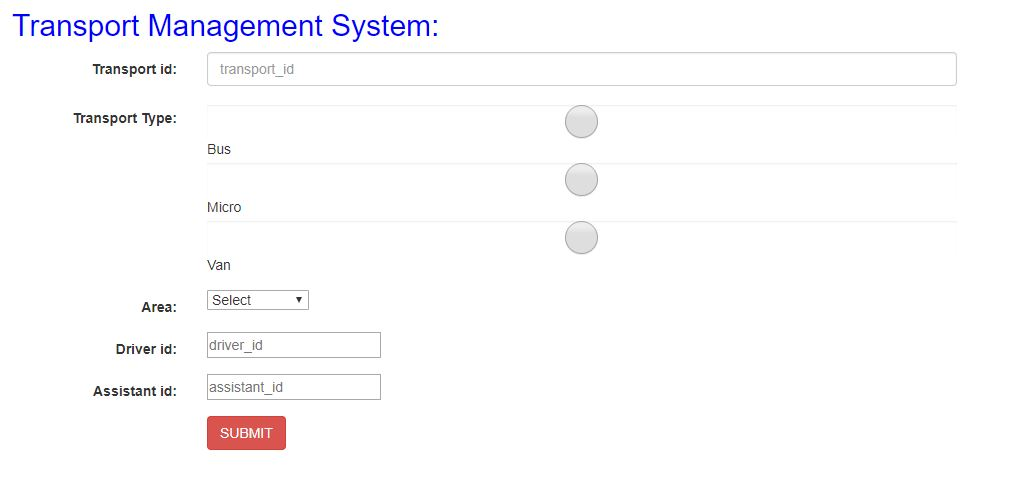 Transport Management System:
Transport id: transport_id
Transport Type:
Bus
Micro
Van
Area: Select
Driver id: driver_id
Assistant id: assistant_id
SUBMIT